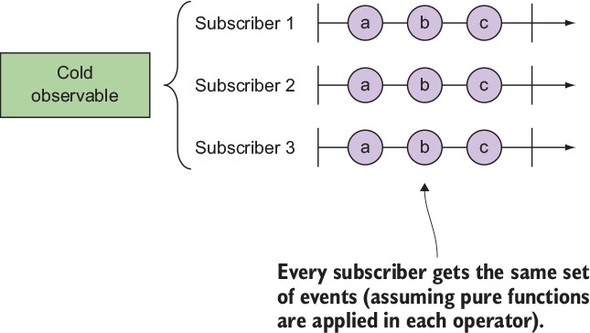 Cold
observable
Subscriber 1
a b c
Subscriber 2
a b c
Subscriber 3
a b c
Every subscriber gets the same set
of events (assuming pure functions
are applied in each operator).